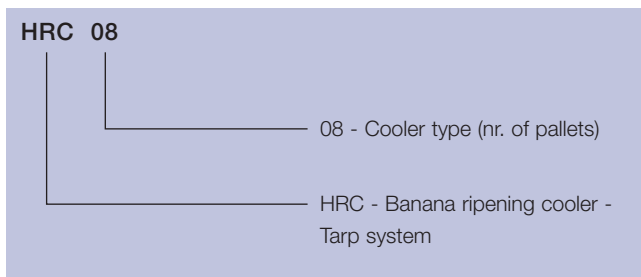 HRC 08
08 - Cooler type (nr. of pallets)
HRC - Banana ripening cooler -
Tarp system